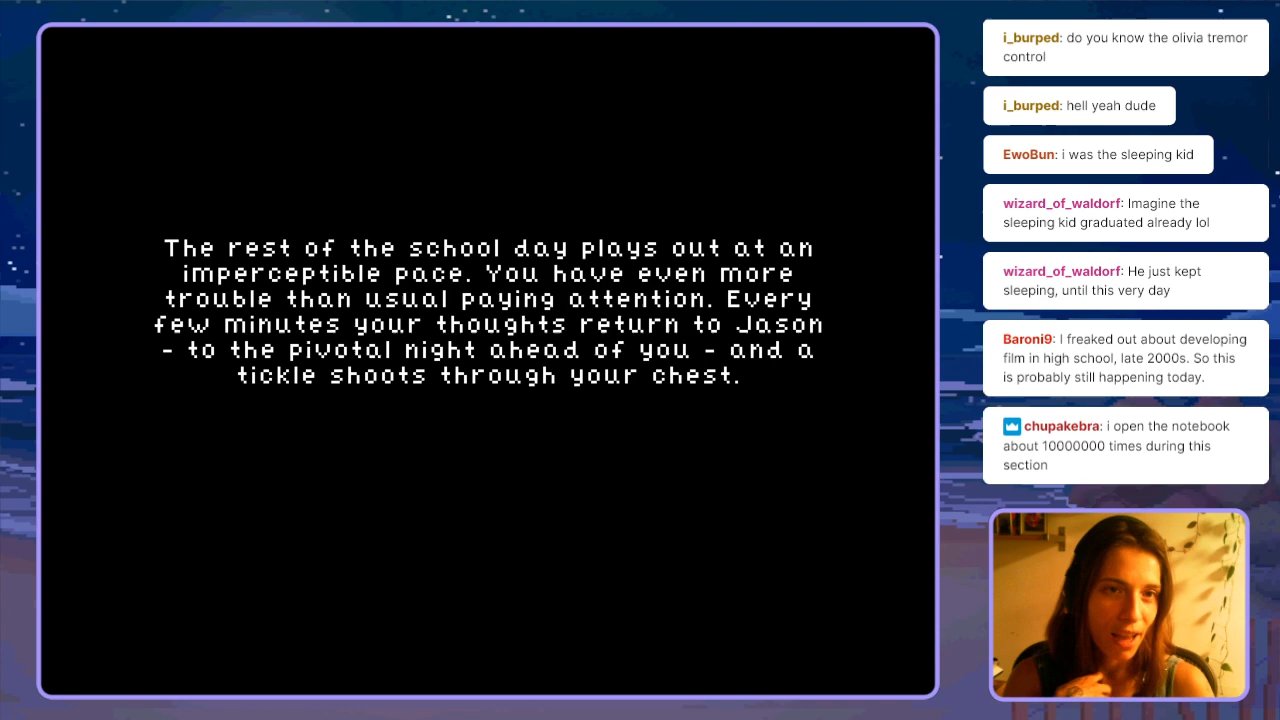 The rest of the school day plays out at an
imperceptible pace. You have even more
trouble than usual paying attention. Every
few minutes your thoughts return to Jason
- to the pivotal night ahead of you - and a
tickle shoots through your chest.
i_burped: do you know the olivia tremor
control
i_burped: hell yeah dude
EwoBun: i was the sleeping kid
wizard_of_waldorf: Imagine the
sleeping kid graduated already lol
wizard_of_waldorf: He just kept
sleeping, until this very day
Baroni9: I freaked out about developing
film in high school, late 2000s. So this
is probably still happening today.
chupakebra: i open the notebook
about 10000000 times during this
section